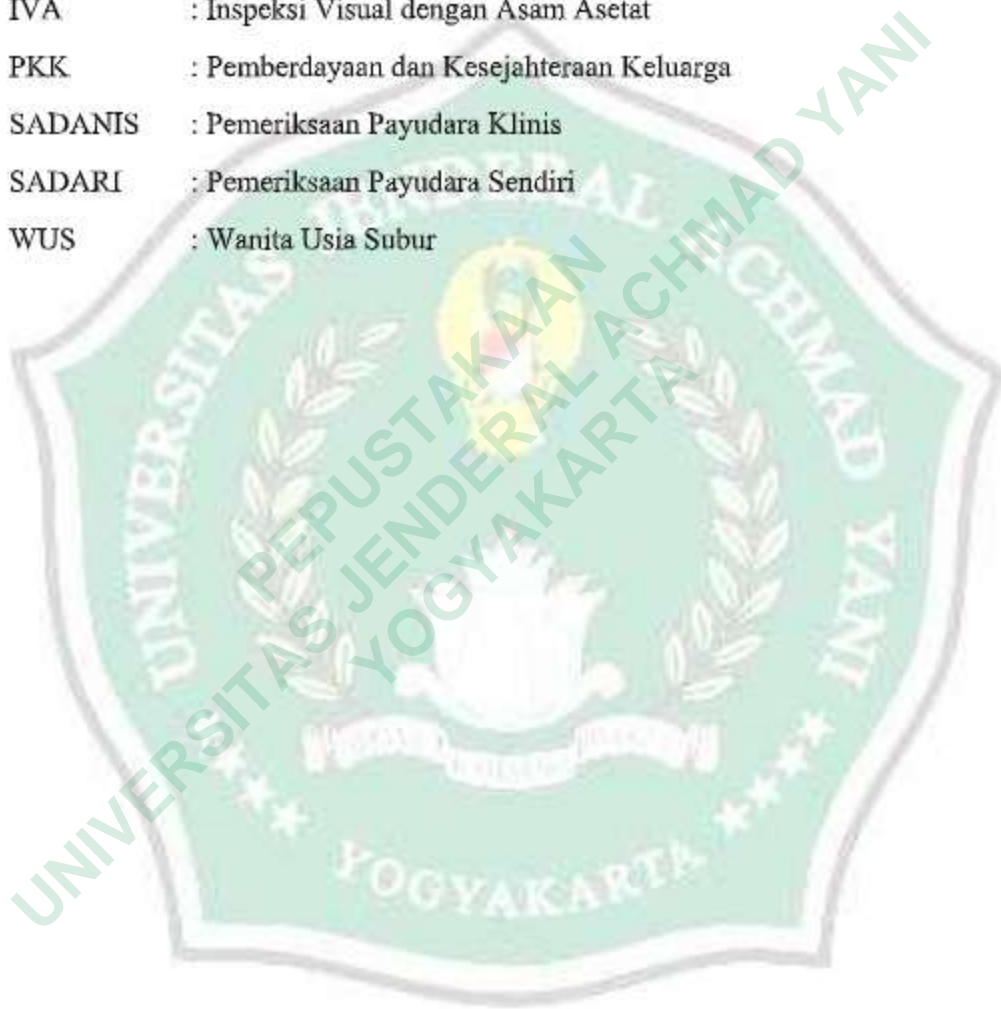 IVA : Inspeksi Visual dengan Asam Asetat
PKK : Pemberdayaan dan Kesejahteraan Keluarga
SADANIS : Pemeriksaan Payudara Klinis
SADARI : Pemeriksaan Payudara Sendiri
WUS : Wanita Usia Subur
UNIVERSITAS JENDERAL ACHMAD YANI
YOGYAKARTA
PEPUSTAKAAN
UNIVERSITAS JENDERAL ACHMAD YANI
YOGYAKARTA